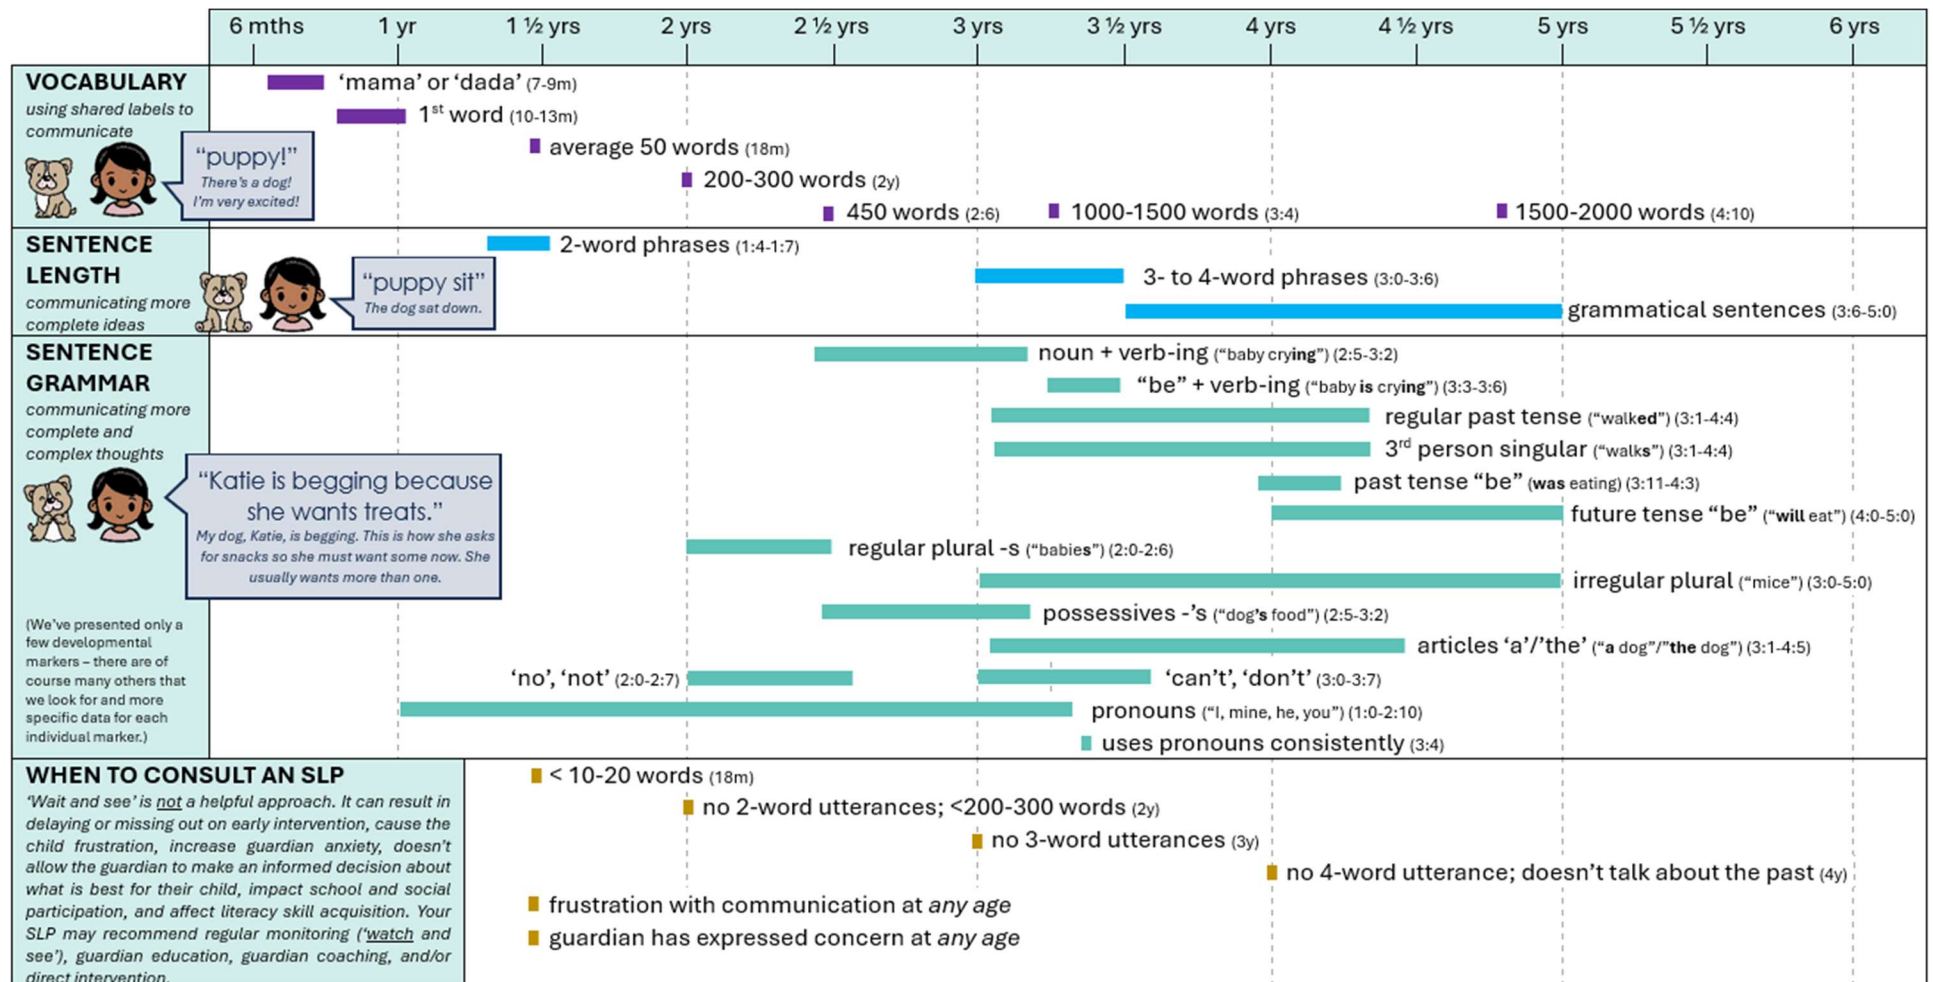 6 mths 1 yr 1 ½ yrs 2 yrs 2 ½ yrs 3 yrs 3 ½ yrs 4 yrs 4 ½ yrs 5 yrs 5 ½ yrs 6 yrs
VOCABULARY
using shared labels to
communicate
“puppy!”
There’s a dog!
I’m very excited!
‘mama’ or ‘dada’ (7-9m)
1st word (10-13m)
average 50 words (18m)
200-300 words (2y)
450 words (2:6) 1000-1500 words (3:4) 1500-2000 words (4:10)
SENTENCE
LENGTH
communicating more
complete ideas
“puppy sit”
The dog sat down.
2-word phrases (1:4-1:7)
3- to 4-word phrases (3:0-3:6)
grammatical sentences (3:6-5:0)
SENTENCE
GRAMMAR
communicating more
complete and
complex thoughts
“Katie is begging because
she wants treats.”
My dog, Katie, is begging. This is how she asks
for snacks so she must want some now. She
usually wants more than one.
(We’ve presented only a
few developmental
markers – there are of
course many others that
we look for and more
specific data for each
individual marker.)
noun + verb-ing (“baby crying”) (2:5-3:2)
“be” + verb-ing (“baby is crying”) (3:3-3:6)
regular past tense (“walked”) (3:1-4:4)
3rd person singular (“walks”) (3:1-4:4)
past tense “be” (was eating) (3:11-4:3)
future tense “be” (“will eat”) (4:0-5:0)
regular plural -s (“babies”) (2:0-2:6)
irregular plural (“mice”) (3:0-5:0)
possessives -’s (“dog’s food”) (2:5-3:2)
articles ‘a’/’the’ (“a dog”/”the dog”) (3:1-4:5)
‘no’, ‘not’ (2:0-2:7) ‘can’t’, ‘don’t’ (3:0-3:7)
pronouns (“I, mine, he, you”) (1:0-2:10)
uses pronouns consistently (3:4)
WHEN TO CONSULT AN SLP
‘Wait and see’ is not a helpful approach. It can result in
delaying or missing out on early intervention, cause the
child frustration, increase guardian anxiety, doesn’t
allow the guardian to make an informed decision about
what is best for their child, impact school and social
participation, and affect literacy skill acquisition. Your
SLP may recommend regular monitoring (‘watch and
see’), guardian education, guardian coaching, and/or
direct intervention.
< 10-20 words (18m)
no 2-word utterances; <200-300 words (2y)
no 3-word utterances (3y)
no 4-word utterance; doesn’t talk about the past (4y)
frustration with communication at any age
guardian has expressed concern at any age